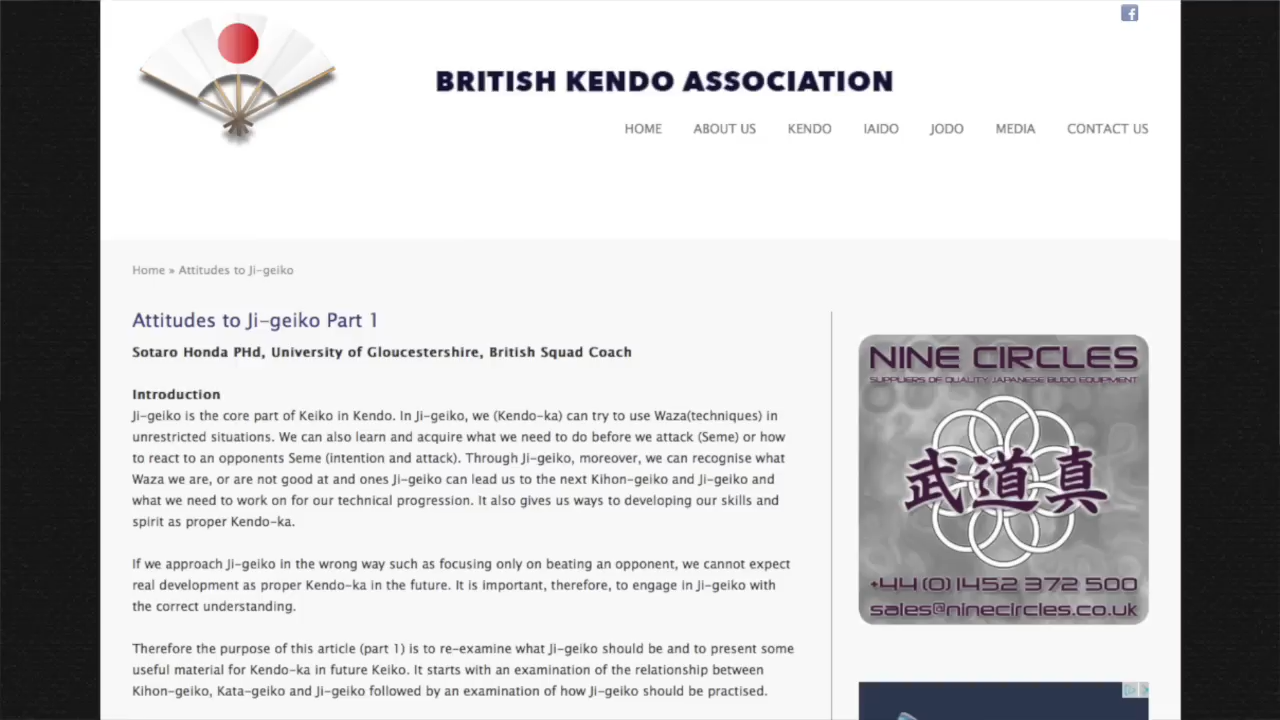 BRITISH KENDO ASSOCIATION
HOME ABOUT US KENDO IAIDO JODO MEDIA CONTACT US
Home » Attitudes to Ji-geiko
Attitudes to Ji-geiko Part 1
Sotaro Honda PHd, University of Gloucestershire, British Squad Coach
Introduction
Ji-geiko is the core part of Keiko in Kendo. In Ji-geiko, we (Kendo-ka) can try to use Waza(techniques) in
unrestricted situations. We can also learn and acquire what we need to do before we attack (Seme) or how
to react to an opponents Seme (intention and attack). Through Ji-geiko, moreover, we can recognise what
Waza we are, or are not good at and ones Ji-geiko can lead us to the next Kihon-geiko and Ji-geiko and
what we need to work on for our technical progression. It also gives us ways to developing our skills and
spirit as proper Kendo-ka.
If we approach Ji-geiko in the wrong way such as focusing only on beating an opponent, we cannot expect
real development as proper Kendo-ka in the future. It is important, therefore, to engage in Ji-geiko with
the correct understanding.
Therefore the purpose of this article (part 1) is to re-examine what Ji-geiko should be and to present some
useful material for Kendo-ka in future Keiko. It starts with an examination of the relationship between
Kihon-geiko, Kata-geiko and Ji-geiko followed by an examination of how Ji-geiko should be practised.
NINE CIRCLES
SUPPLIERS OF QUALITY JAPANESE BUDO EQUIPMENT
武道真
+44 (0) 1452 372 500
sales@ninecircles.co.uk